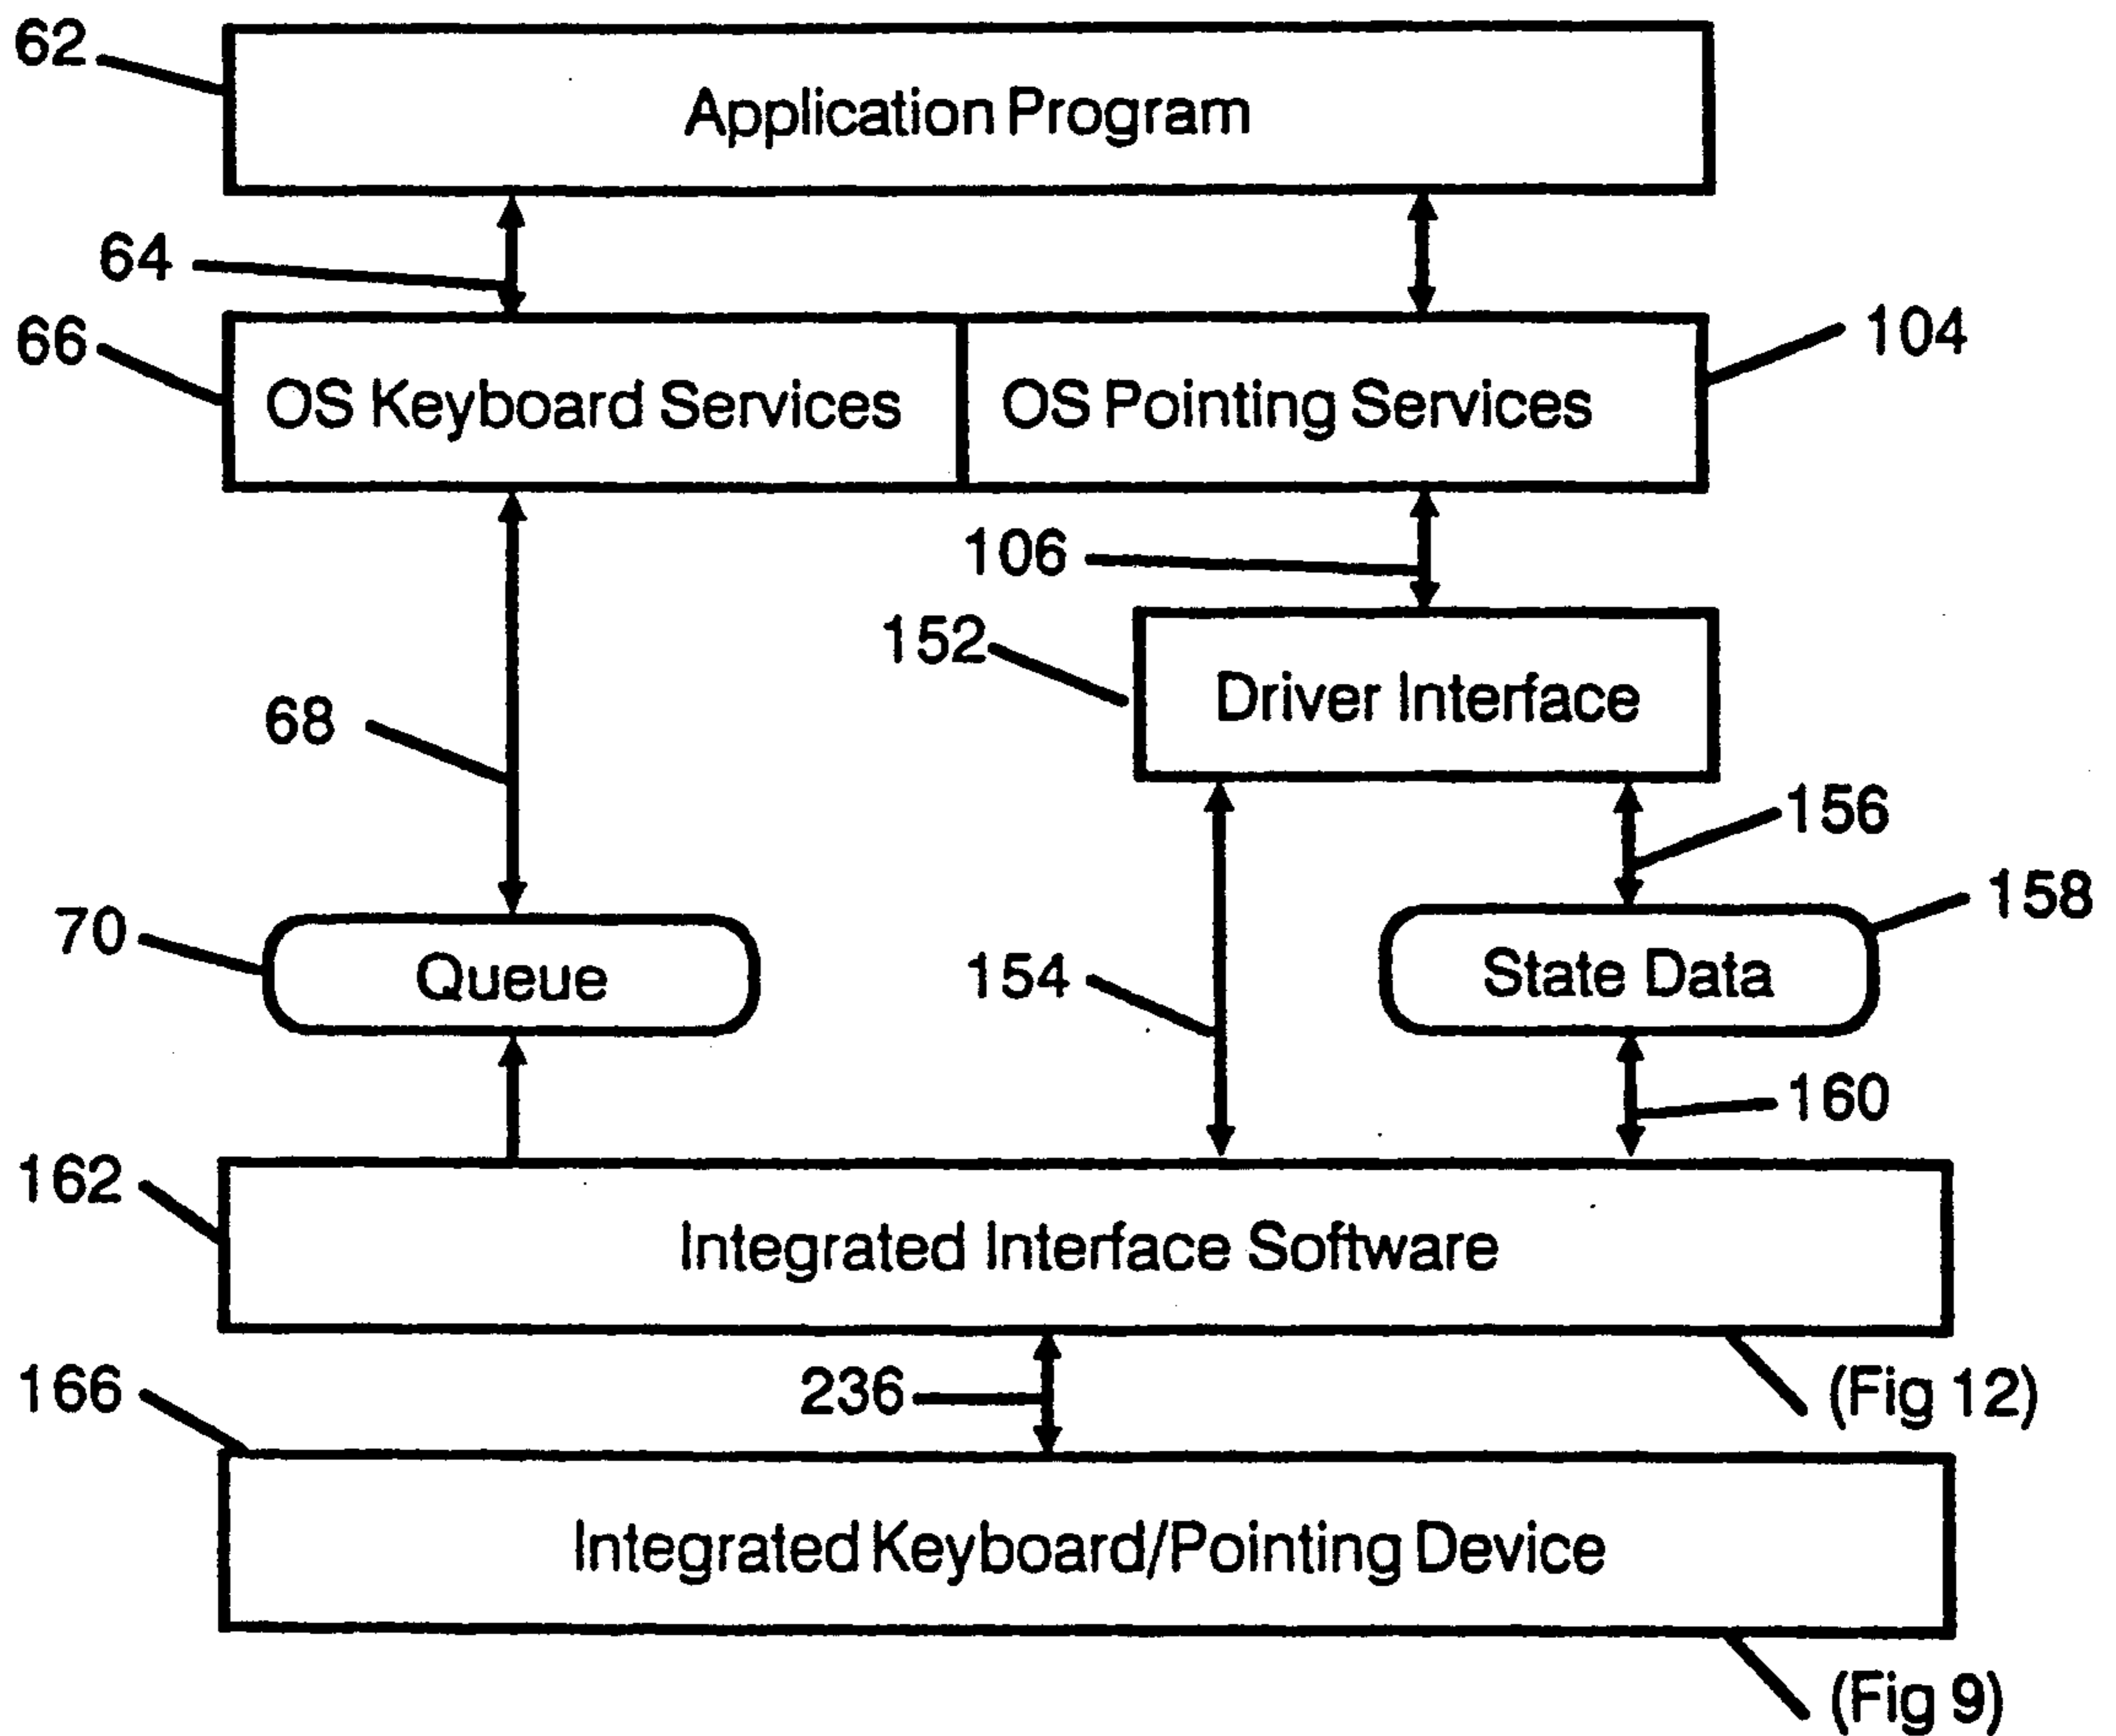 62
Application Program
64
66
OS Keyboard Services
OS Pointing Services
104
106
152
Driver Interface
68
156
158
70
Queue
154
State Data
160
162
Integrated Interface Software
166
236
(Fig 12)
Integrated Keyboard/Pointing Device
(Fig 9)